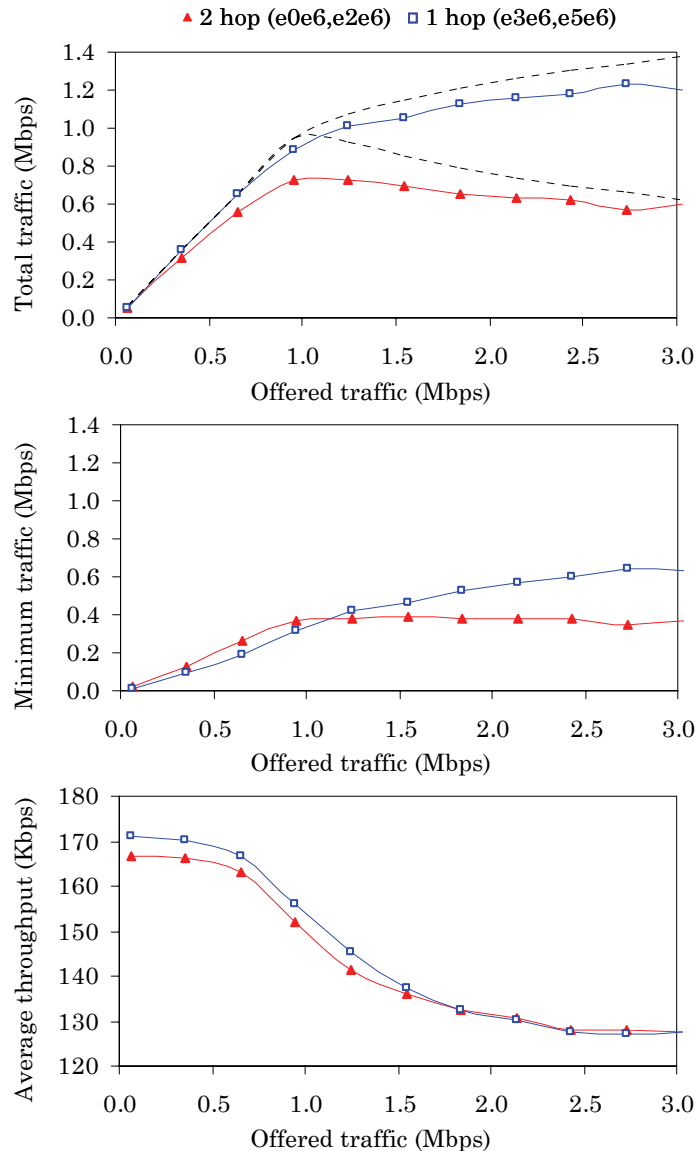 2 hop (e0e6,e2e6) 1 hop (e3e6,e5e6)
Total traffic (Mbps)
1.4
1.2
1.0
0.8
0.6
0.4
0.2
0.0
0.0 0.5 1.0 1.5 2.0 2.5 3.0
Offered traffic (Mbps)
Minimum traffic (Mbps)
1.4
1.2
1.0
0.8
0.6
0.4
0.2
0.0
0.0 0.5 1.0 1.5 2.0 2.5 3.0
Offered traffic (Mbps)
Average throughput (Kbps)
180
170
160
150
140
130
120
0.0 0.5 1.0 1.5 2.0 2.5 3.0
Offered traffic (Mbps)